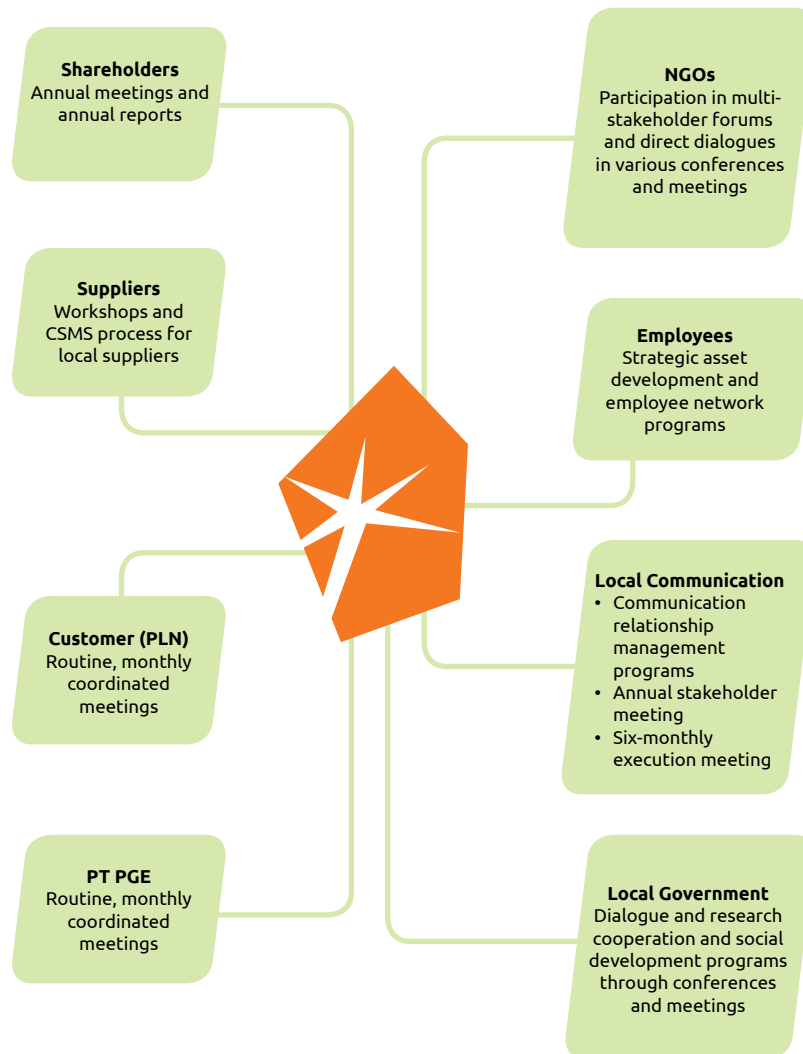 Shareholders
Annual meetings and
annual reports
Suppliers
Workshops and
CSMS process for
local suppliers
Customer (PLN)
Routine, monthly
coordinated
meetings
PT PGE
Routine, monthly
coordinated
meetings
NGOs
Participation in multi-
stakeholder forums
and direct dialogues
in various conferences
and meetings
Employees
Strategic asset
development and
employee network
programs
Local Communication
• Communication
relationship
management
programs
• Annual stakeholder
meeting
• Six-monthly
execution meeting
Local Government
Dialogue and research
cooperation and social
development programs
through conferences
and meetings